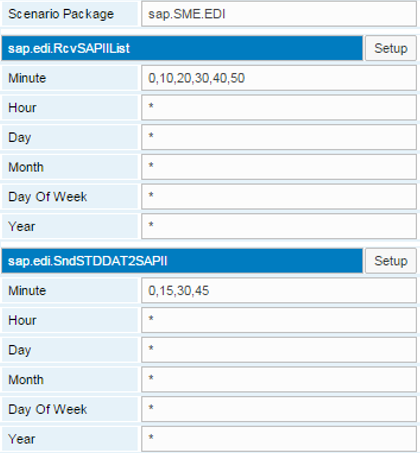 Scenario Package sap.SME.EDI
sap.edi.RcvSAPIIList Setup
Minute 0,10,20,30,40,50
Hour *
Day *
Month *
Day Of Week *
Year *
sap.edi.SndSTDDAT2SAPII Setup
Minute 0,15,30,45
Hour *
Day *
Month *
Day Of Week *
Year *